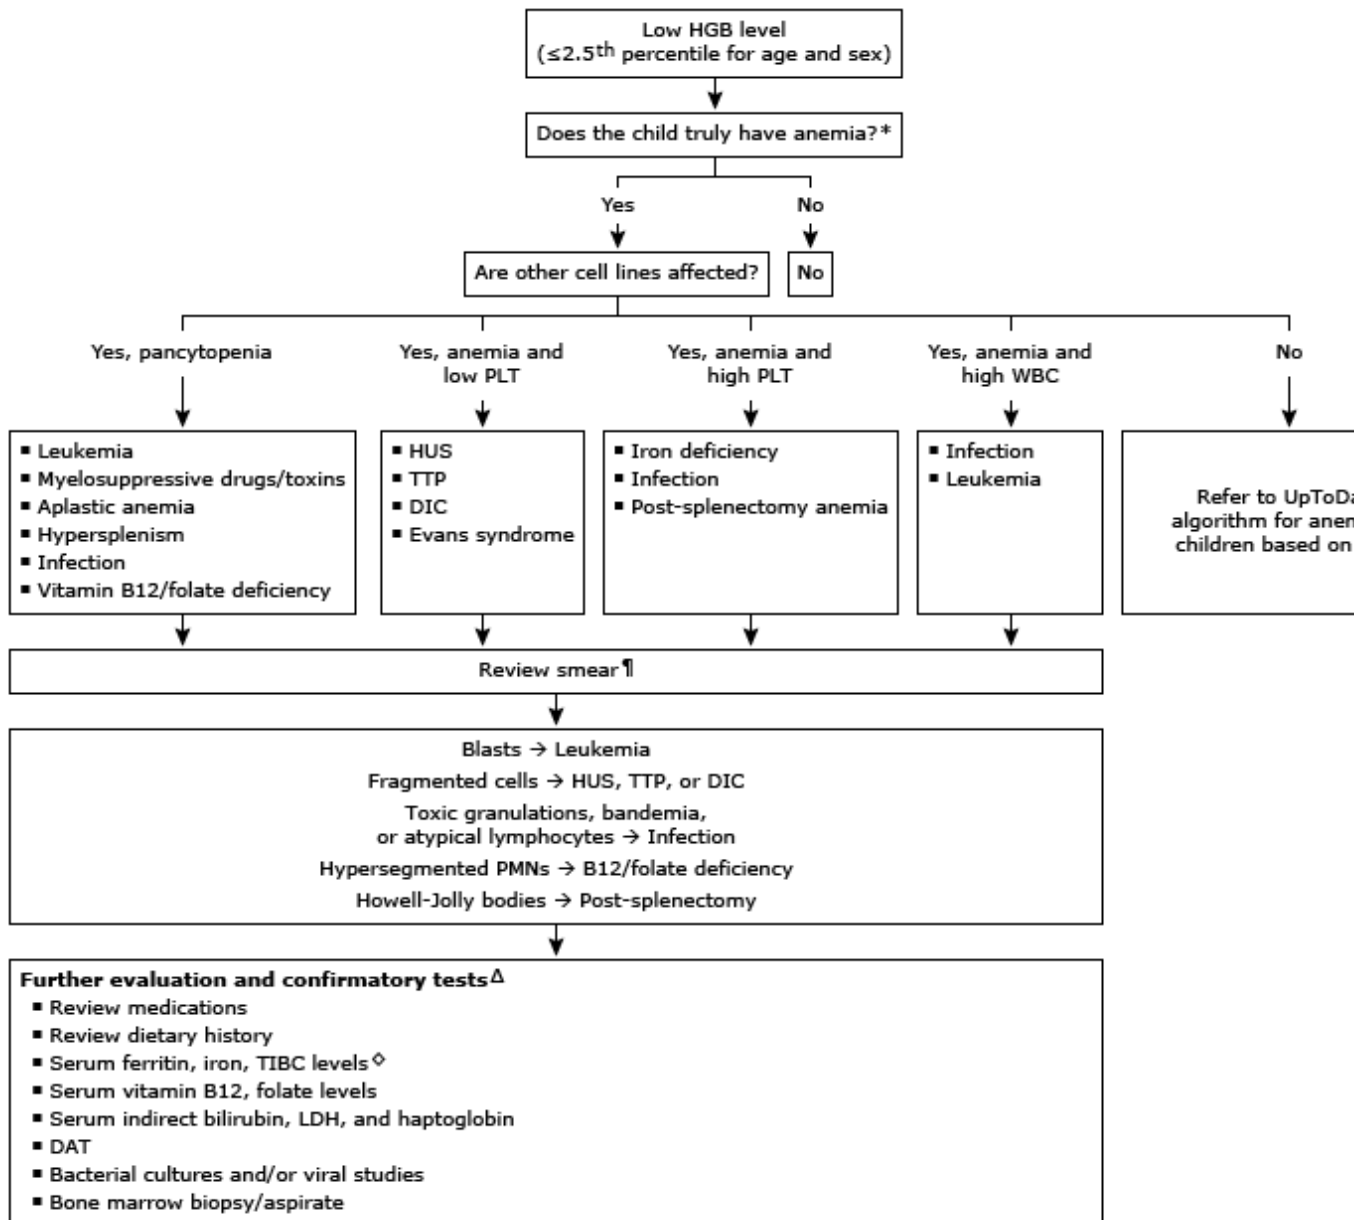 Low HGB level
(≤2.5th percentile for age and sex)
Does the child truly have anemia?*
Yes
No
Are other cell lines affected?
No
Yes, pancytopenia
Yes, anemia and
low PLT
Yes, anemia and
high PLT
Yes, anemia and
high WBC
No
▪ Leukemia
▪ Myelosuppressive drugs/toxins
▪ Aplastic anemia
▪ Hypersplenism
▪ Infection
▪ Vitamin B12/folate deficiency
▪ HUS
▪ TTP
▪ DIC
▪ Evans syndrome
▪ Iron deficiency
▪ Infection
▪ Post-splenectomy anemia
▪ Infection
▪ Leukemia
Refer to
algorithm for
children based on
Review smear¶
Blasts → Leukemia
Fragmented cells → HUS, TTP, or DIC
Toxic granulations, bandemia,
or atypical lymphocytes → Infection
Hypersegmented PMNs → B12/folate deficiency
Howell-Jolly bodies → Post-splenectomy
Further evaluation and confirmatory testsΔ
▪ Review medications
▪ Review dietary history
▪ Serum ferritin, iron, TIBC levels◇
▪ Serum vitamin B12, folate levels
▪ Serum indirect bilirubin, LDH, and haptoglobin
▪ DAT
▪ Bacterial cultures and/or viral studies
▪ Bone marrow biopsy/aspirate